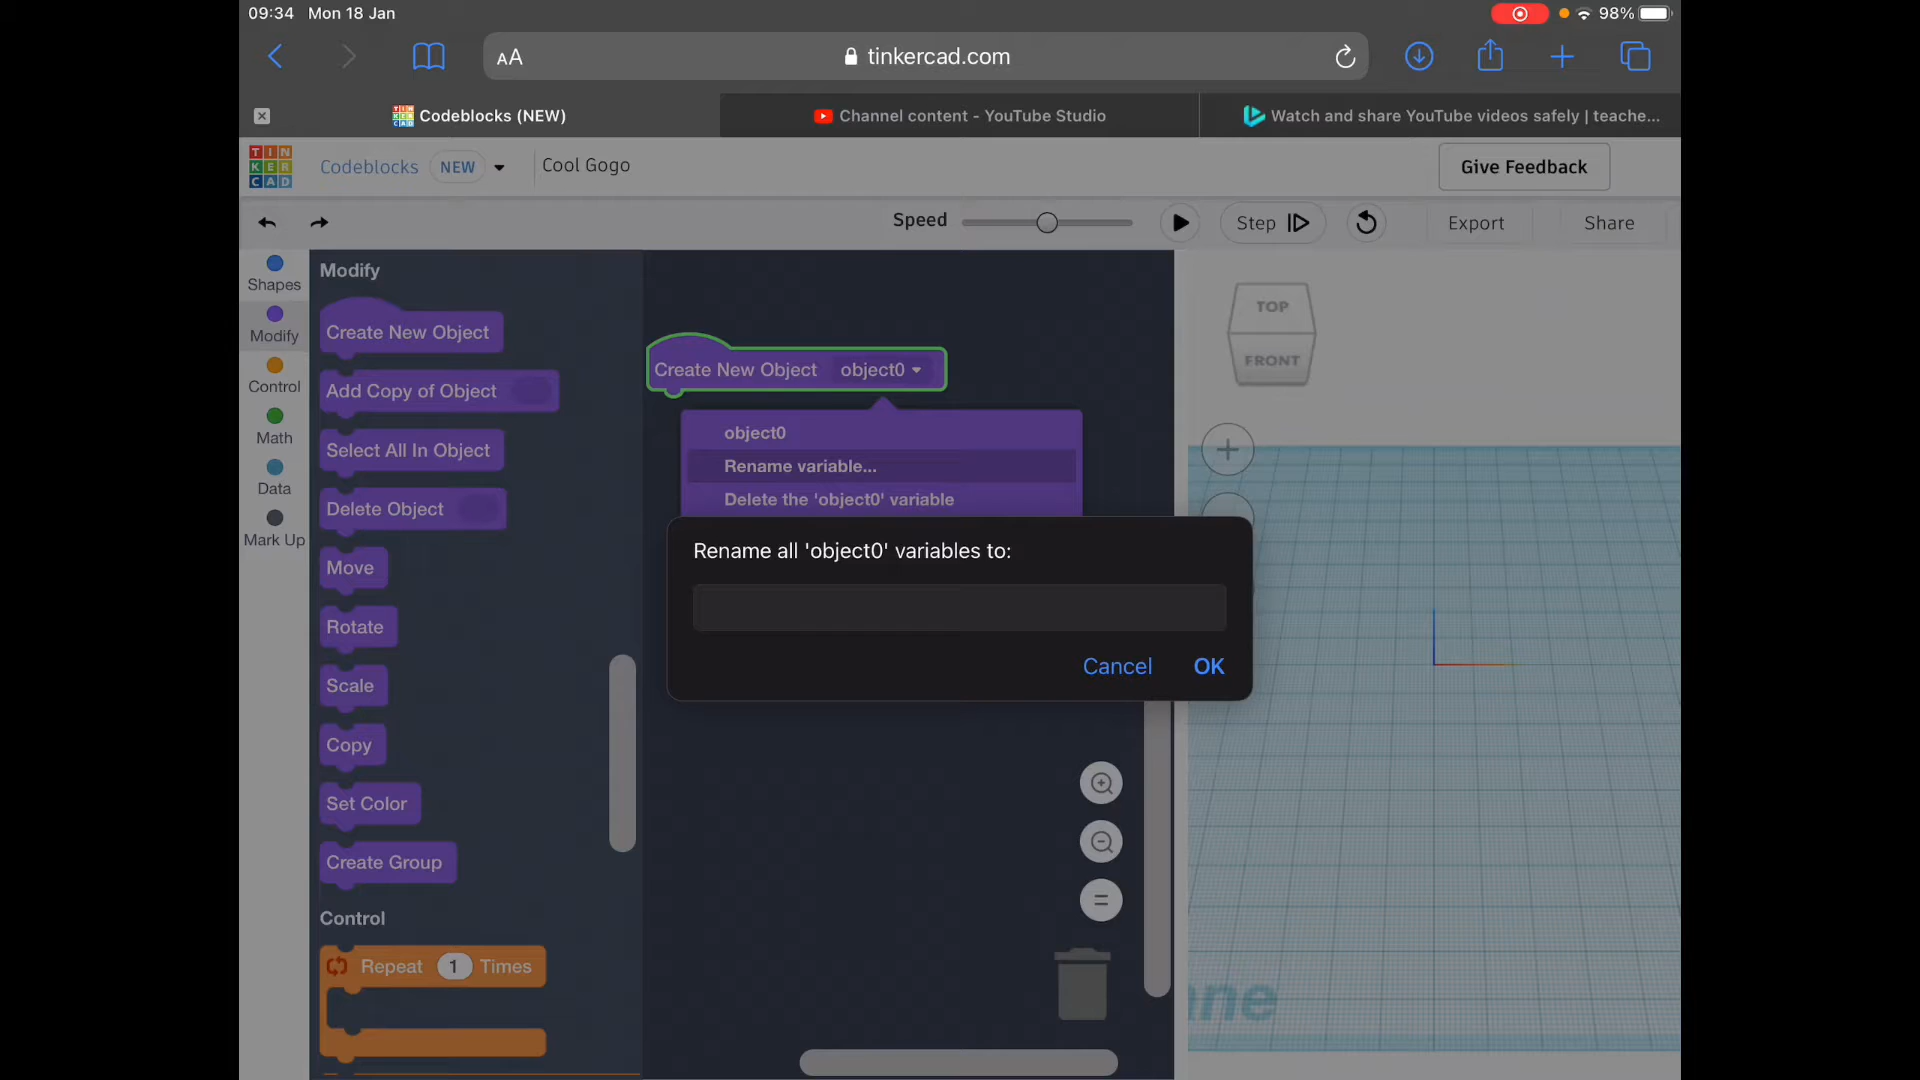 09:34 Mon 18 Jan
98%
AA
tinkercad.com
Codeblocks (NEW)
Channel content - YouTube Studio
Watch and share YouTube videos safely | teache...
TIN
KER
CAD
Codeblocks
NEW
Cool Gogo
Give Feedback
Speed
Step
Export
Share
Shapes
Modify
Control
Math
Data
Mark Up
Modify
Create New Object
Add Copy of Object
Select All In Object
Delete Object
Move
Rotate
Scale
Copy
Set Color
Create Group
Control
Repeat 1 Times
Create New Object object0
object0
Rename variable...
Delete the 'object0' variable
Rename all 'object0' variables to:
Cancel OK
TOP
FRONT
ane